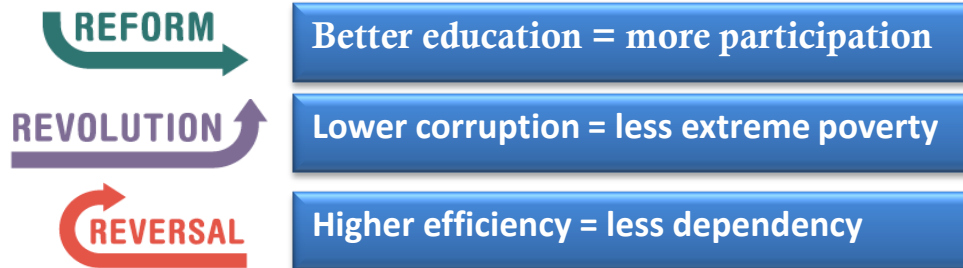 REFORM
Better education = more participation
REVOLUTION
Lower corruption = less extreme poverty
REVERSAL
Higher efficiency = less dependency